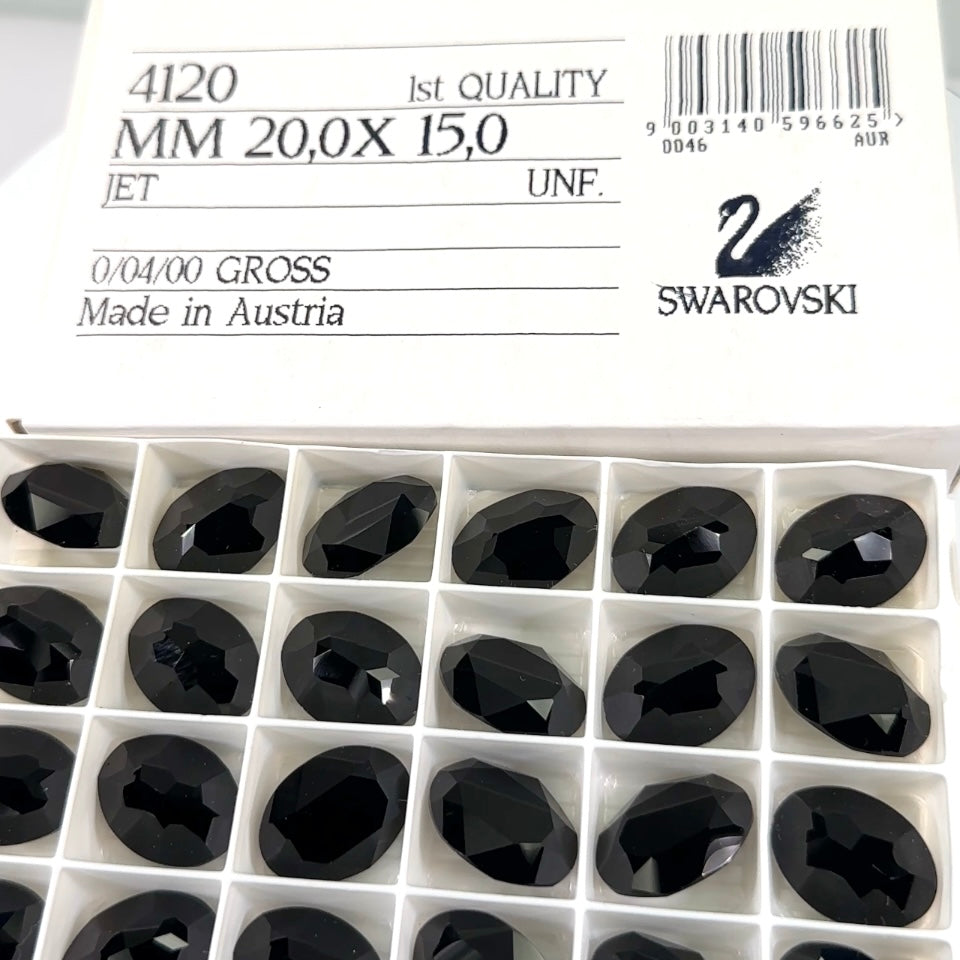 4120 1st QUALITY
MM 20,0X 15,0
JET UNF.
0/04/00 GROSS
Made in Austria
9 003140 596625 >
0046 AUR
SWAROVSKI